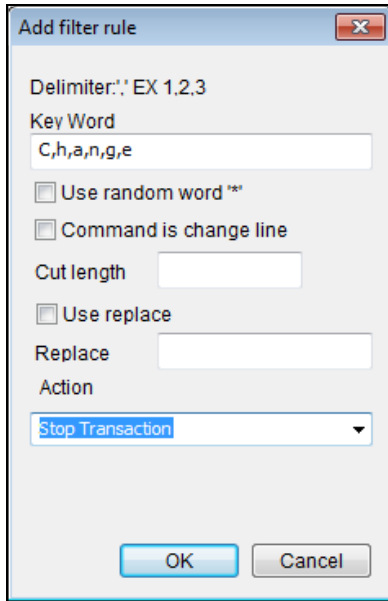 Add filter rule
Delimiter:',' EX 1,2,3
Key Word
C,h,a,n,g,e
Use random word '*'
Command is change line
Cut length
Use replace
Replace
Action
Stop Transaction
OK Cancel